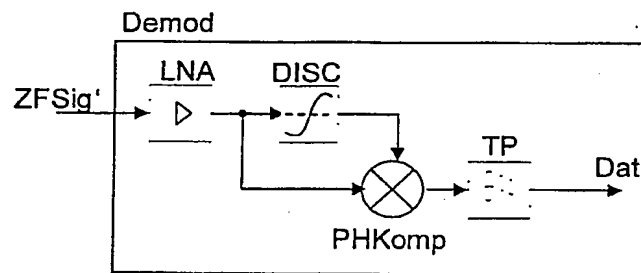 Demod
LNA
DISC
ZFSig'
TP
Dat
PHKomp